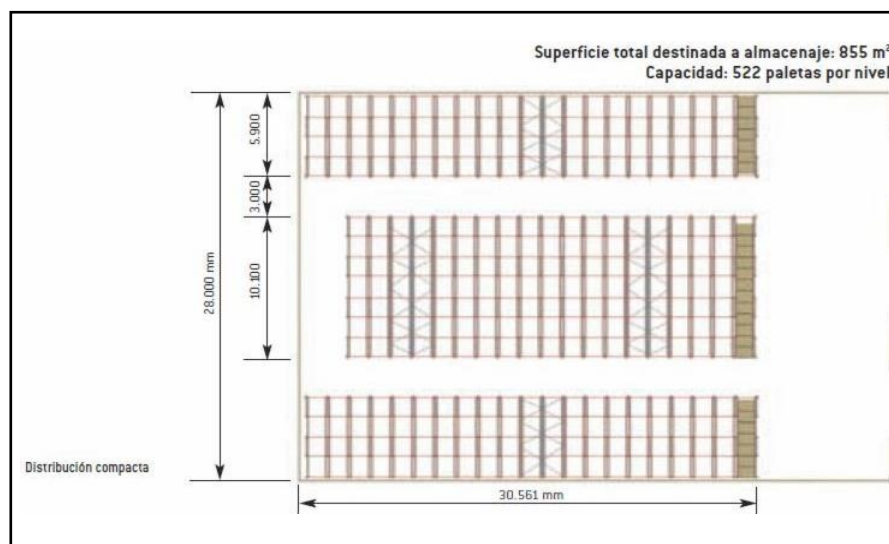 Superficie total destinada a almacenaje: 855 m²
Capacidad: 522 paletas por nivel
5.900
3.000
10.100
28.000 mm
Distribución compacta
30.561 mm